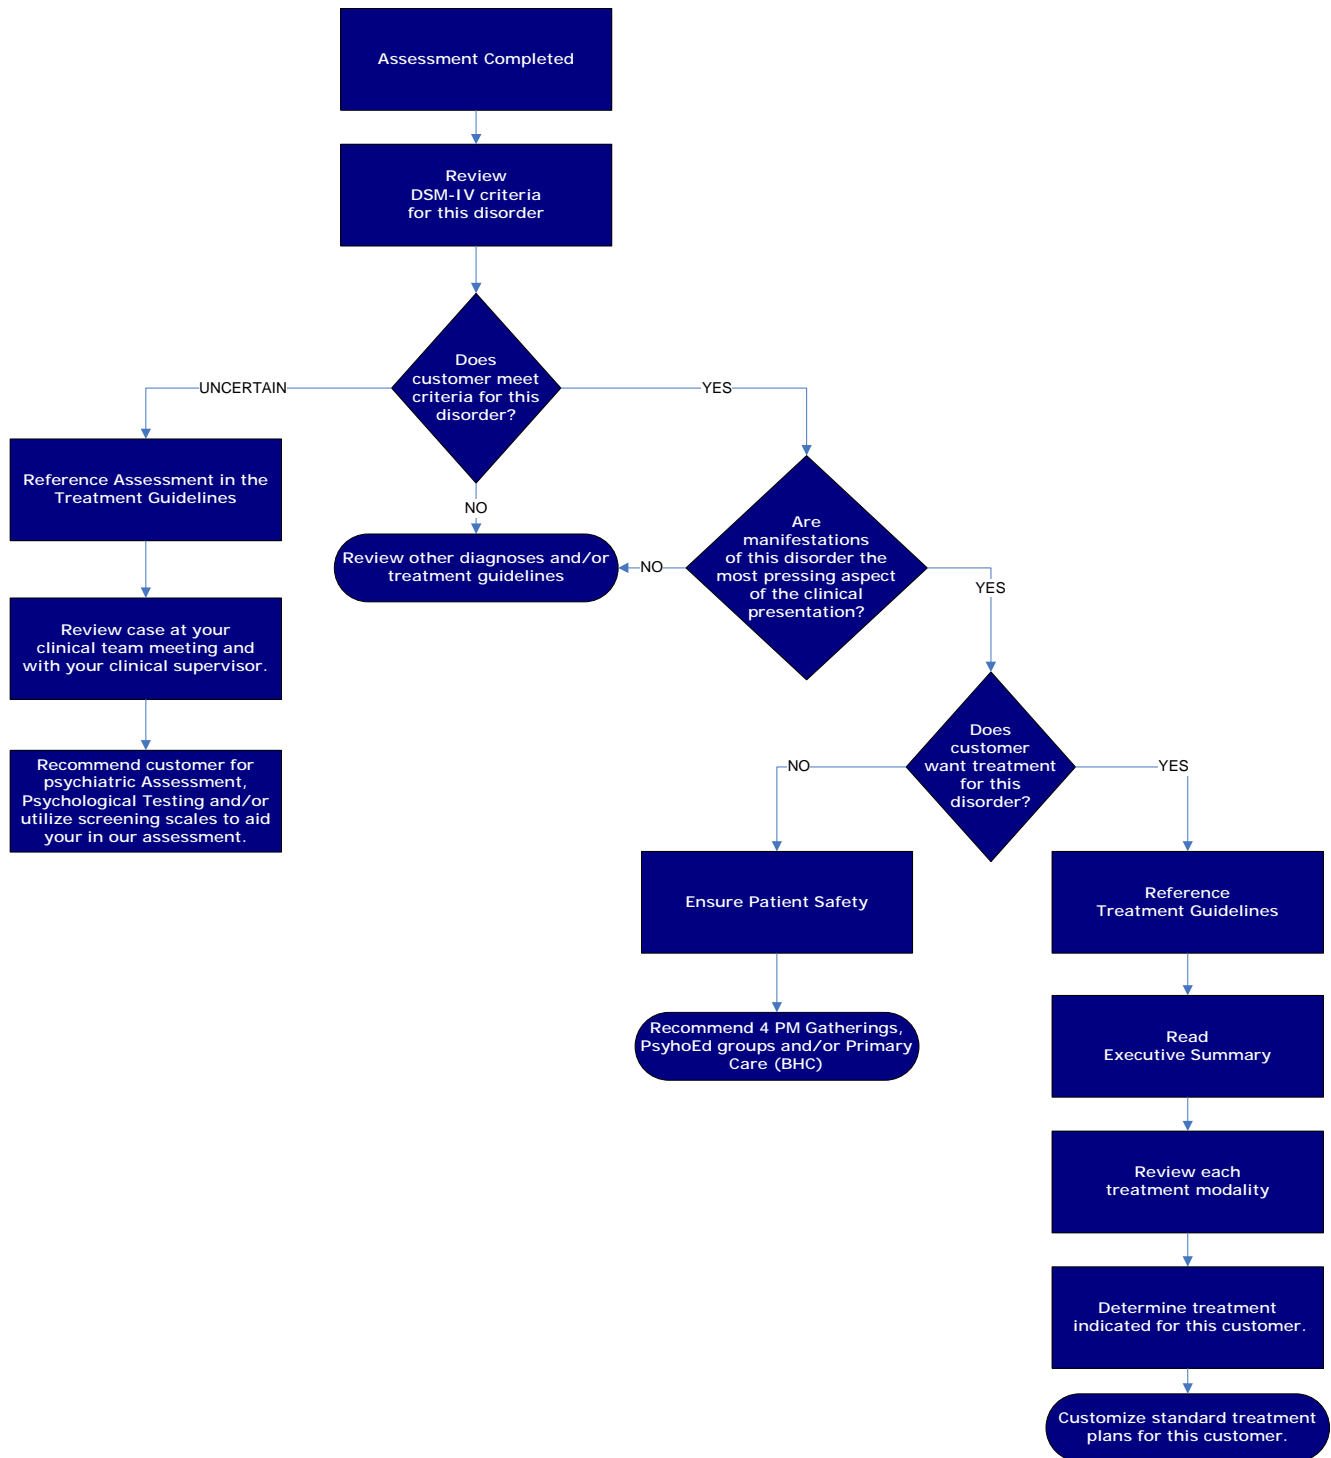 Assessment Completed
Review
DSM-IV criteria
for this disorder
Does
customer meet
criteria for this
disorder?
UNCERTAIN
YES
NO
Reference Assessment in the
Treatment Guidelines
Review case at your
clinical team meeting and
with your clinical supervisor.
Recommend customer for
psychiatric Assessment,
Psychological Testing and/or
utilize screening scales to aid
your in our assessment.
Review other diagnoses and/or
treatment guidelines
NO
Are
manifestations
of this disorder the
most pressing aspect
of the clinical
presentation?
YES
Does
customer
want treatment
for this
disorder?
NO
YES
Ensure Patient Safety
Recommend 4 PM Gatherings,
PsyhoEd groups and/or Primary
Care (BHC)
Reference
Treatment Guidelines
Read
Executive Summary
Review each
treatment modality
Determine treatment
indicated for this customer.
Customize standard treatment
plans for this customer.